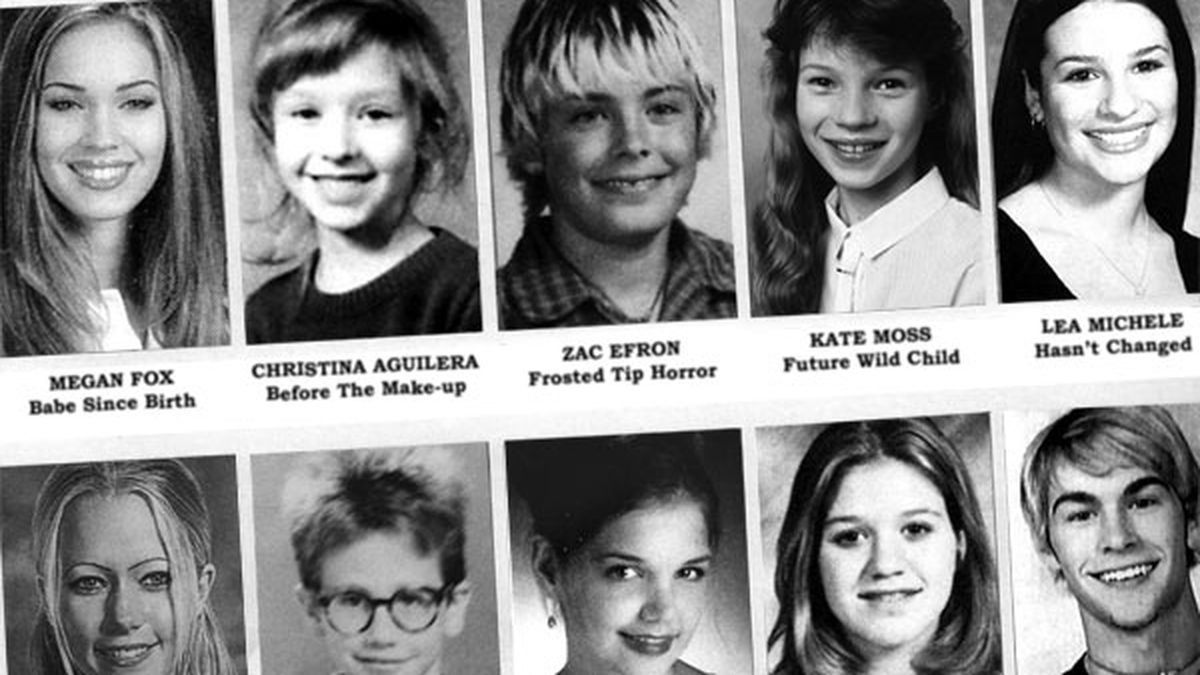 MEGAN FOX
Babe Since Birth
CHRISTINA AGUILERA
Before The Make-up
ZAC EFRON
Frosted Tip Horror
KATE MOSS
Future Wild Child
LEA MICHELE
Hasn't Changed